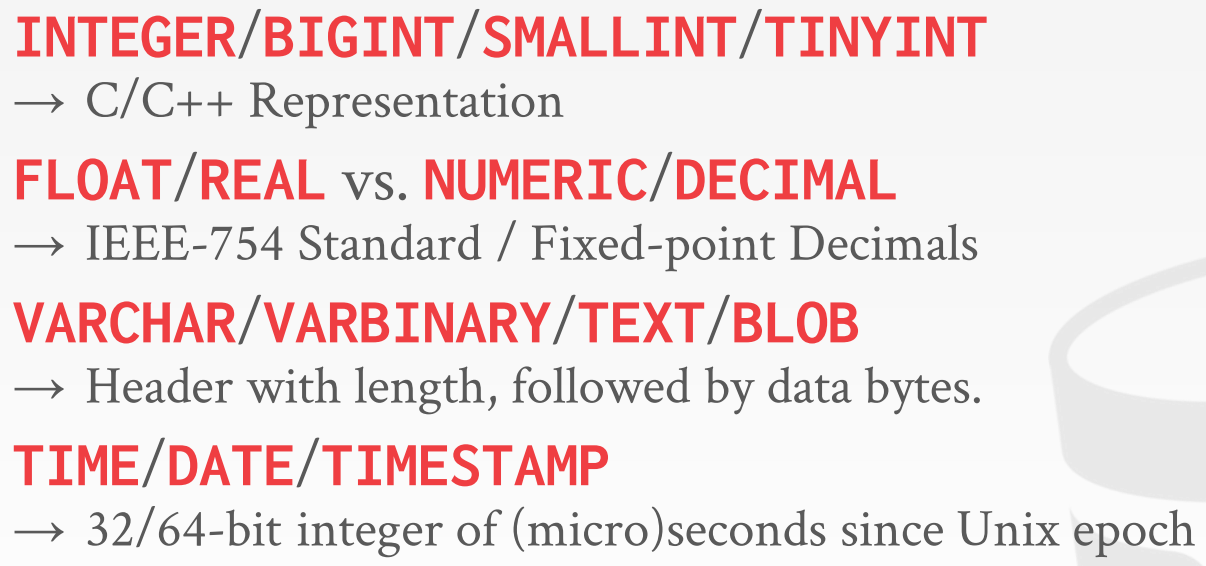 INTEGER/BIGINT/SMALLINT/TINYINT
→ C/C++ Representation
FLOAT/REAL vs. NUMERIC/DECIMAL
→ IEEE-754 Standard / Fixed-point Decimals
VARCHAR/VARBINARY/TEXT/BLOB
→ Header with length, followed by data bytes.
TIME/DATE/TIMESTAMP
→ 32/64-bit integer of (micro)seconds since Unix epoch